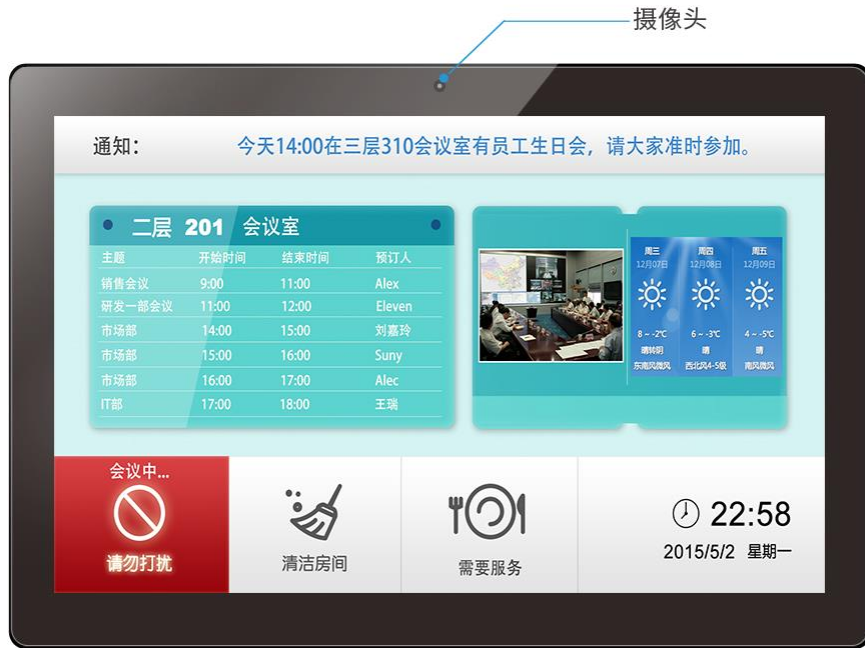 摄像头
通知： 今天14:00在三层310会议室有员工生日会，请大家准时参加。
二层 201 会议室
主题 开始时间 结束时间 预订人
销售会议 9:00 11:00 Alex
研发一部会议 11:00 12:00 Eleven
市场部 14:00 15:00 刘嘉玲
市场部 15:00 16:00 Suny
市场部 16:00 17:00 Alec
IT部 17:00 18:00 王瑞
周三 周四 周五
12月07日 12月08日 12月09日
8 ~ -2℃ 6 ~ -3℃ 4 ~ -5℃
晴转阴 晴 晴
东南风微风 西北风4-5级 南风微风
会议中...
请勿打扰
清洁房间
需要服务
22:58
2015/5/2 星期一